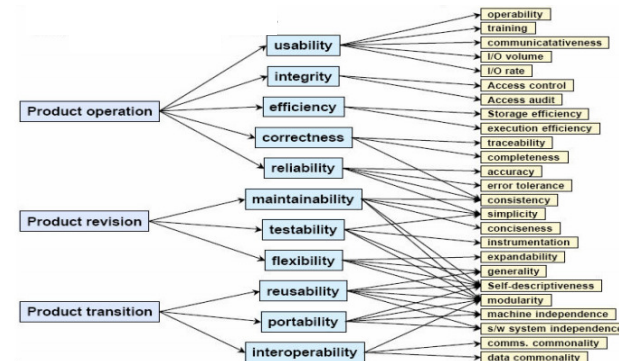 Product operation
Product revision
Product transition
usability
integrity
efficiency
correctness
reliability
maintainability
testability
flexibility
reusability
portability
interoperability
operability
training
communicatativeness
I/O volume
I/O rate
Access control
Access audit
Storage efficiency
execution efficiency
traceability
completeness
accuracy
error tolerance
consistency
simplicity
conciseness
instrumentation
expandability
generality
Self-descriptiveness
modularity
machine independence
s/w system independence
comms. commonality
data commonality